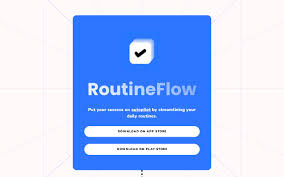 RoutineFlow
Put your success on autopilot by streamlining your
daily routines.
DOWNLOAD ON APP STORE
DOWNLOAD ON PLAY STORE